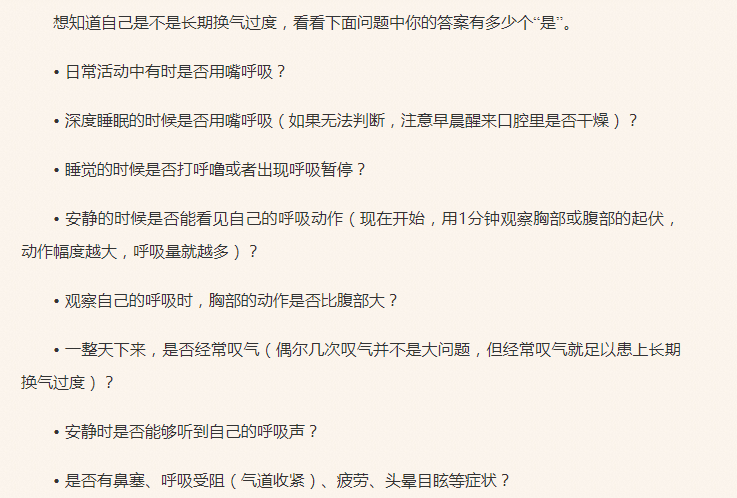 想知道自己是不是长期换气过度，看看下面问题中你的答案有多少个“是”。
• 日常活动中有时是否用嘴呼吸？
• 深度睡眠的时候是否用嘴呼吸（如果无法判断，注意早晨醒来口腔里是否干燥）？
• 睡觉的时候是否打呼噜或者出现呼吸暂停？
• 安静的时候是否能看见自己的呼吸动作（现在开始，用1分钟观察胸部或腹部的起伏，
动作幅度越大，呼吸量就越多）？
• 观察自己的呼吸时，胸部的动作是否比腹部大？
• 一整天下来，是否经常叹气（偶尔几次叹气并不是大问题，但经常叹气就足以患上长期
换气过度）？
• 安静时是否能够听到自己的呼吸声？
• 是否有鼻塞、呼吸受阻（气道收紧）、疲劳、头晕目眩等症状？